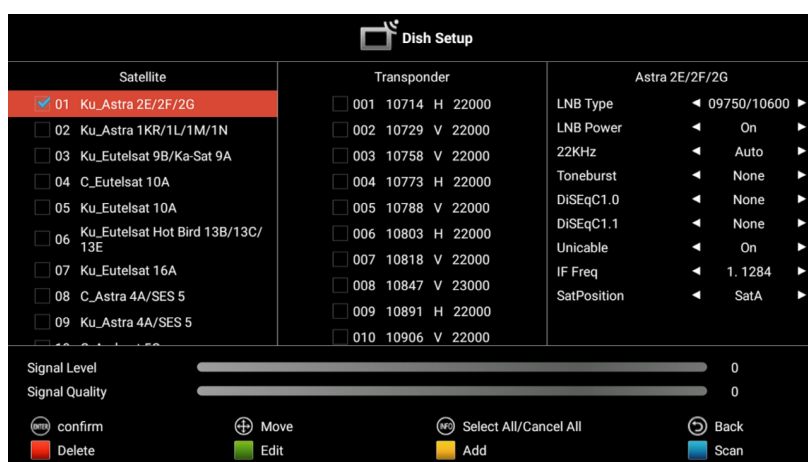 Dish Setup
Satellite
01 Ku_Astra 2E/2F/2G
02 Ku_Astra 1KR/1L/1M/1N
03 Ku_Eutelsat 9B/Ka-Sat 9A
04 C_Eutelsat 10A
05 Ku_Eutelsat 10A
06 Ku_Eutelsat Hot Bird 13B/13C/
13E
07 Ku_Eutelsat 16A
08 C_Astra 4A/SES 5
09 Ku_Astra 4A/SES 5
Transponder
001 10714 H 22000
002 10729 V 22000
003 10758 V 22000
004 10773 H 22000
005 10788 V 22000
006 10803 H 22000
007 10818 V 22000
008 10847 V 23000
009 10891 H 22000
010 10906 V 22000
Astra 2E/2F/2G
LNB Type 09750/10600
LNB Power On
22KHz Auto
Toneburst None
DiSEqC1.0 None
DiSEqC1.1 None
Unicable On
IF Freq 1. 1284
SatPosition SatA
Signal Level 0
Signal Quality 0
ENTER confirm Move INFO Select All/Cancel All Back
Delete Edit Add Scan